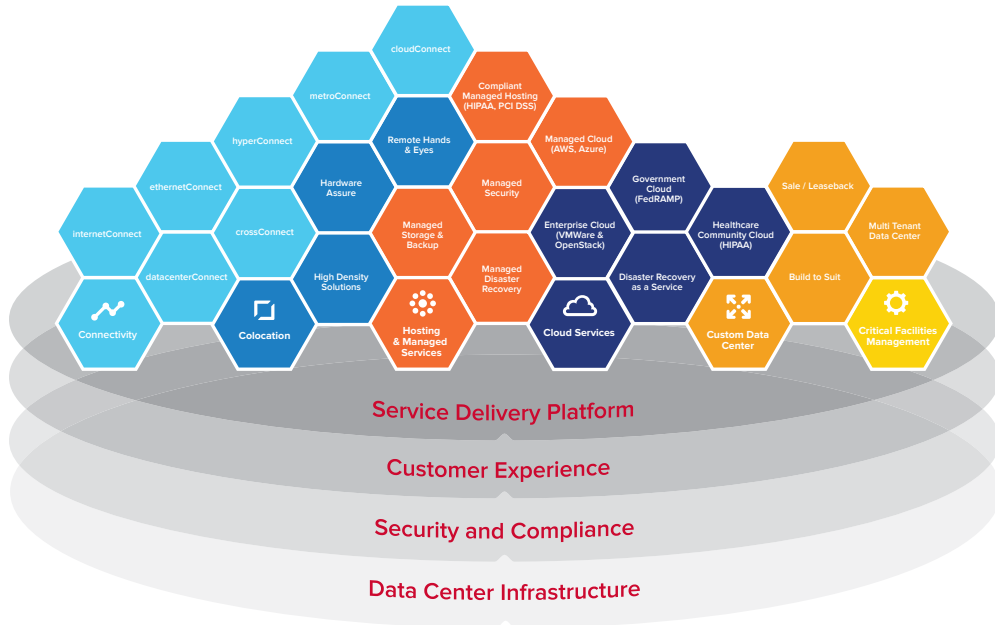 cloudConnect
metroConnect
Compliant
Managed Hosting
(HIPAA, PCI DSS)
hyperConnect
Remote Hands
& Eyes
Managed Cloud
(AWS, Azure)
ethernetConnect
Hardware
Assure
Managed
Security
Government
Cloud
(FedRAMP)
Sale / Leaseback
internetConnect
crossConnect
Managed
Storage &
Backup
Enterprise Cloud
(VMWare &
OpenStack)
Healthcare
Community Cloud
(HIPAA)
Multi Tenant
Data Center
datacenterConnect
High Density
Solutions
Managed
Disaster
Recovery
Disaster Recovery
as a Service
Build to Suit
Connectivity
Colocation
Hosting
& Managed
Services
Cloud Services
Custom Data
Center
Critical Facilities
Management
Service Delivery Platform
Customer Experience
Security and Compliance
Data Center Infrastructure